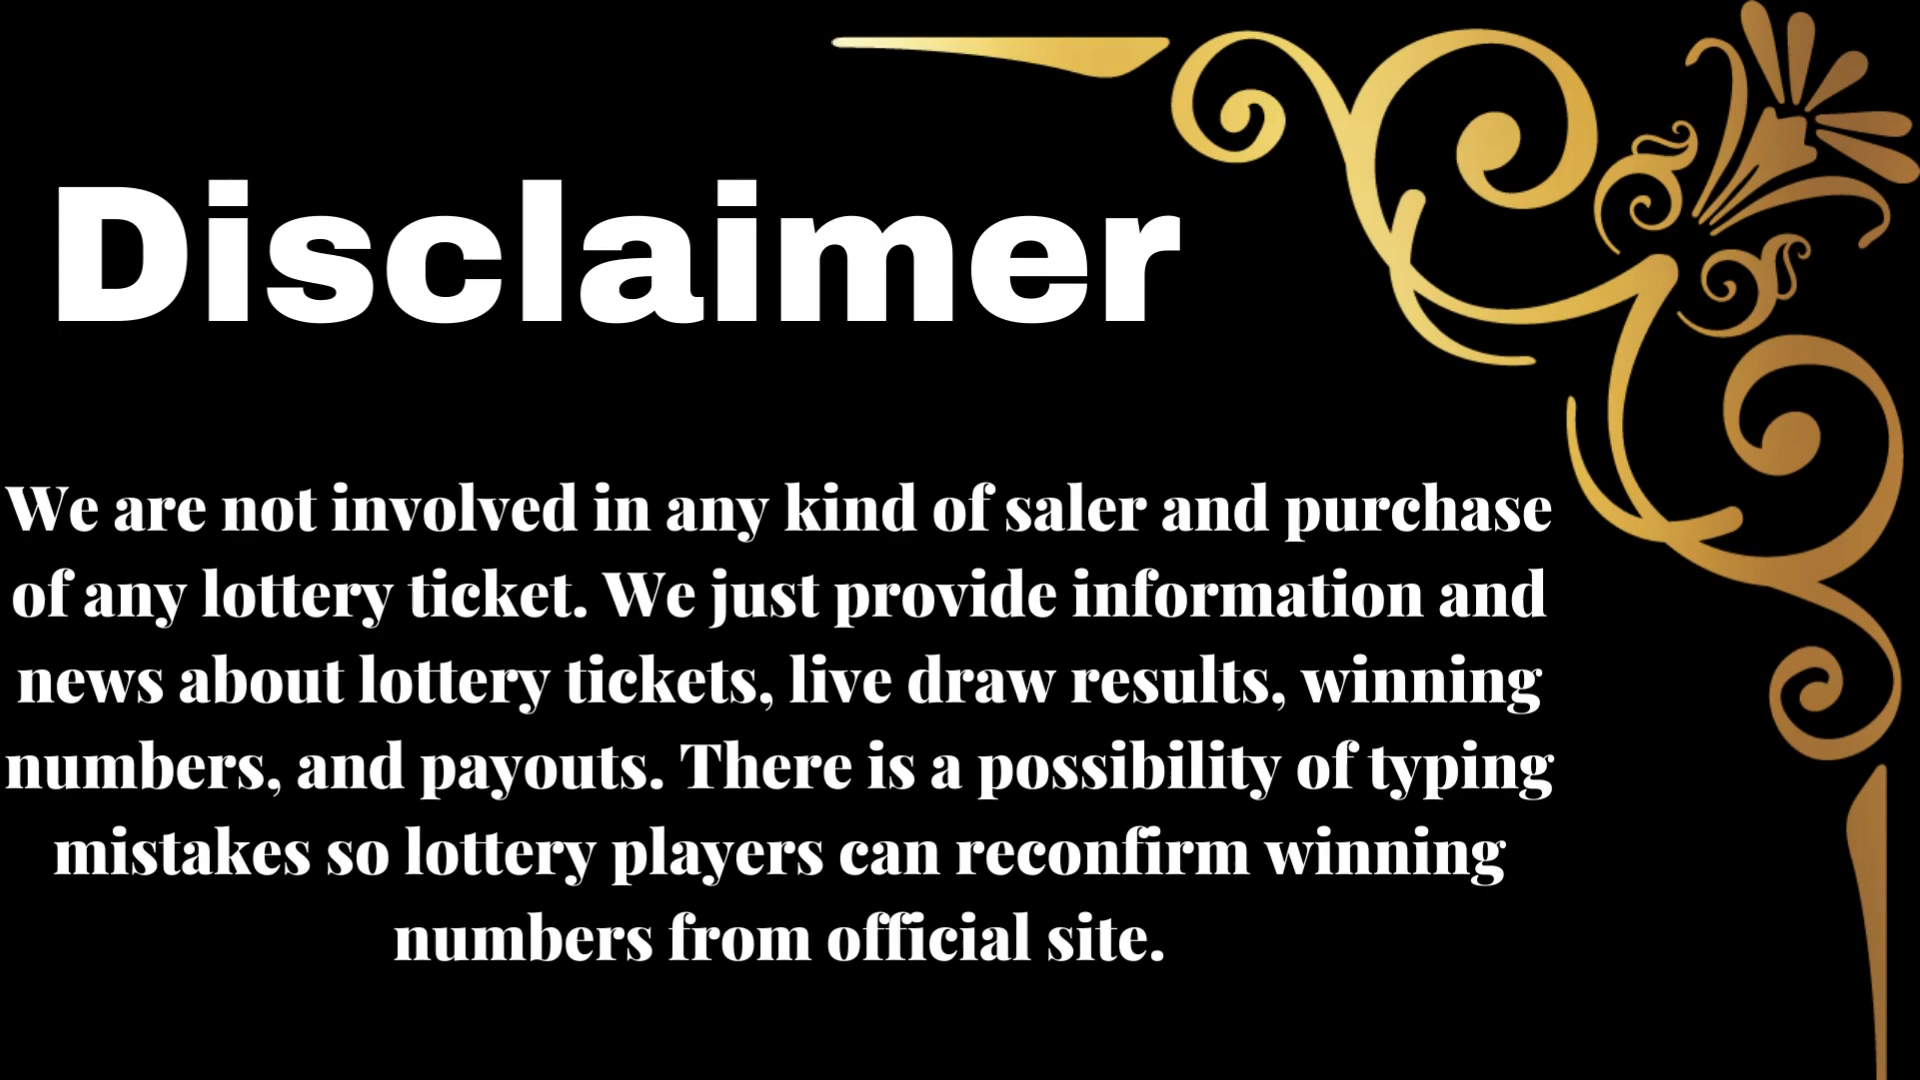 Disclaimer
We are not involved in any kind of saler and purchase
of any lottery ticket. We just provide information and
news about lottery tickets, live draw results, winning
numbers, and payouts. There is a possibility of typing
mistakes so lottery players can reconfirm winning
numbers from official site.